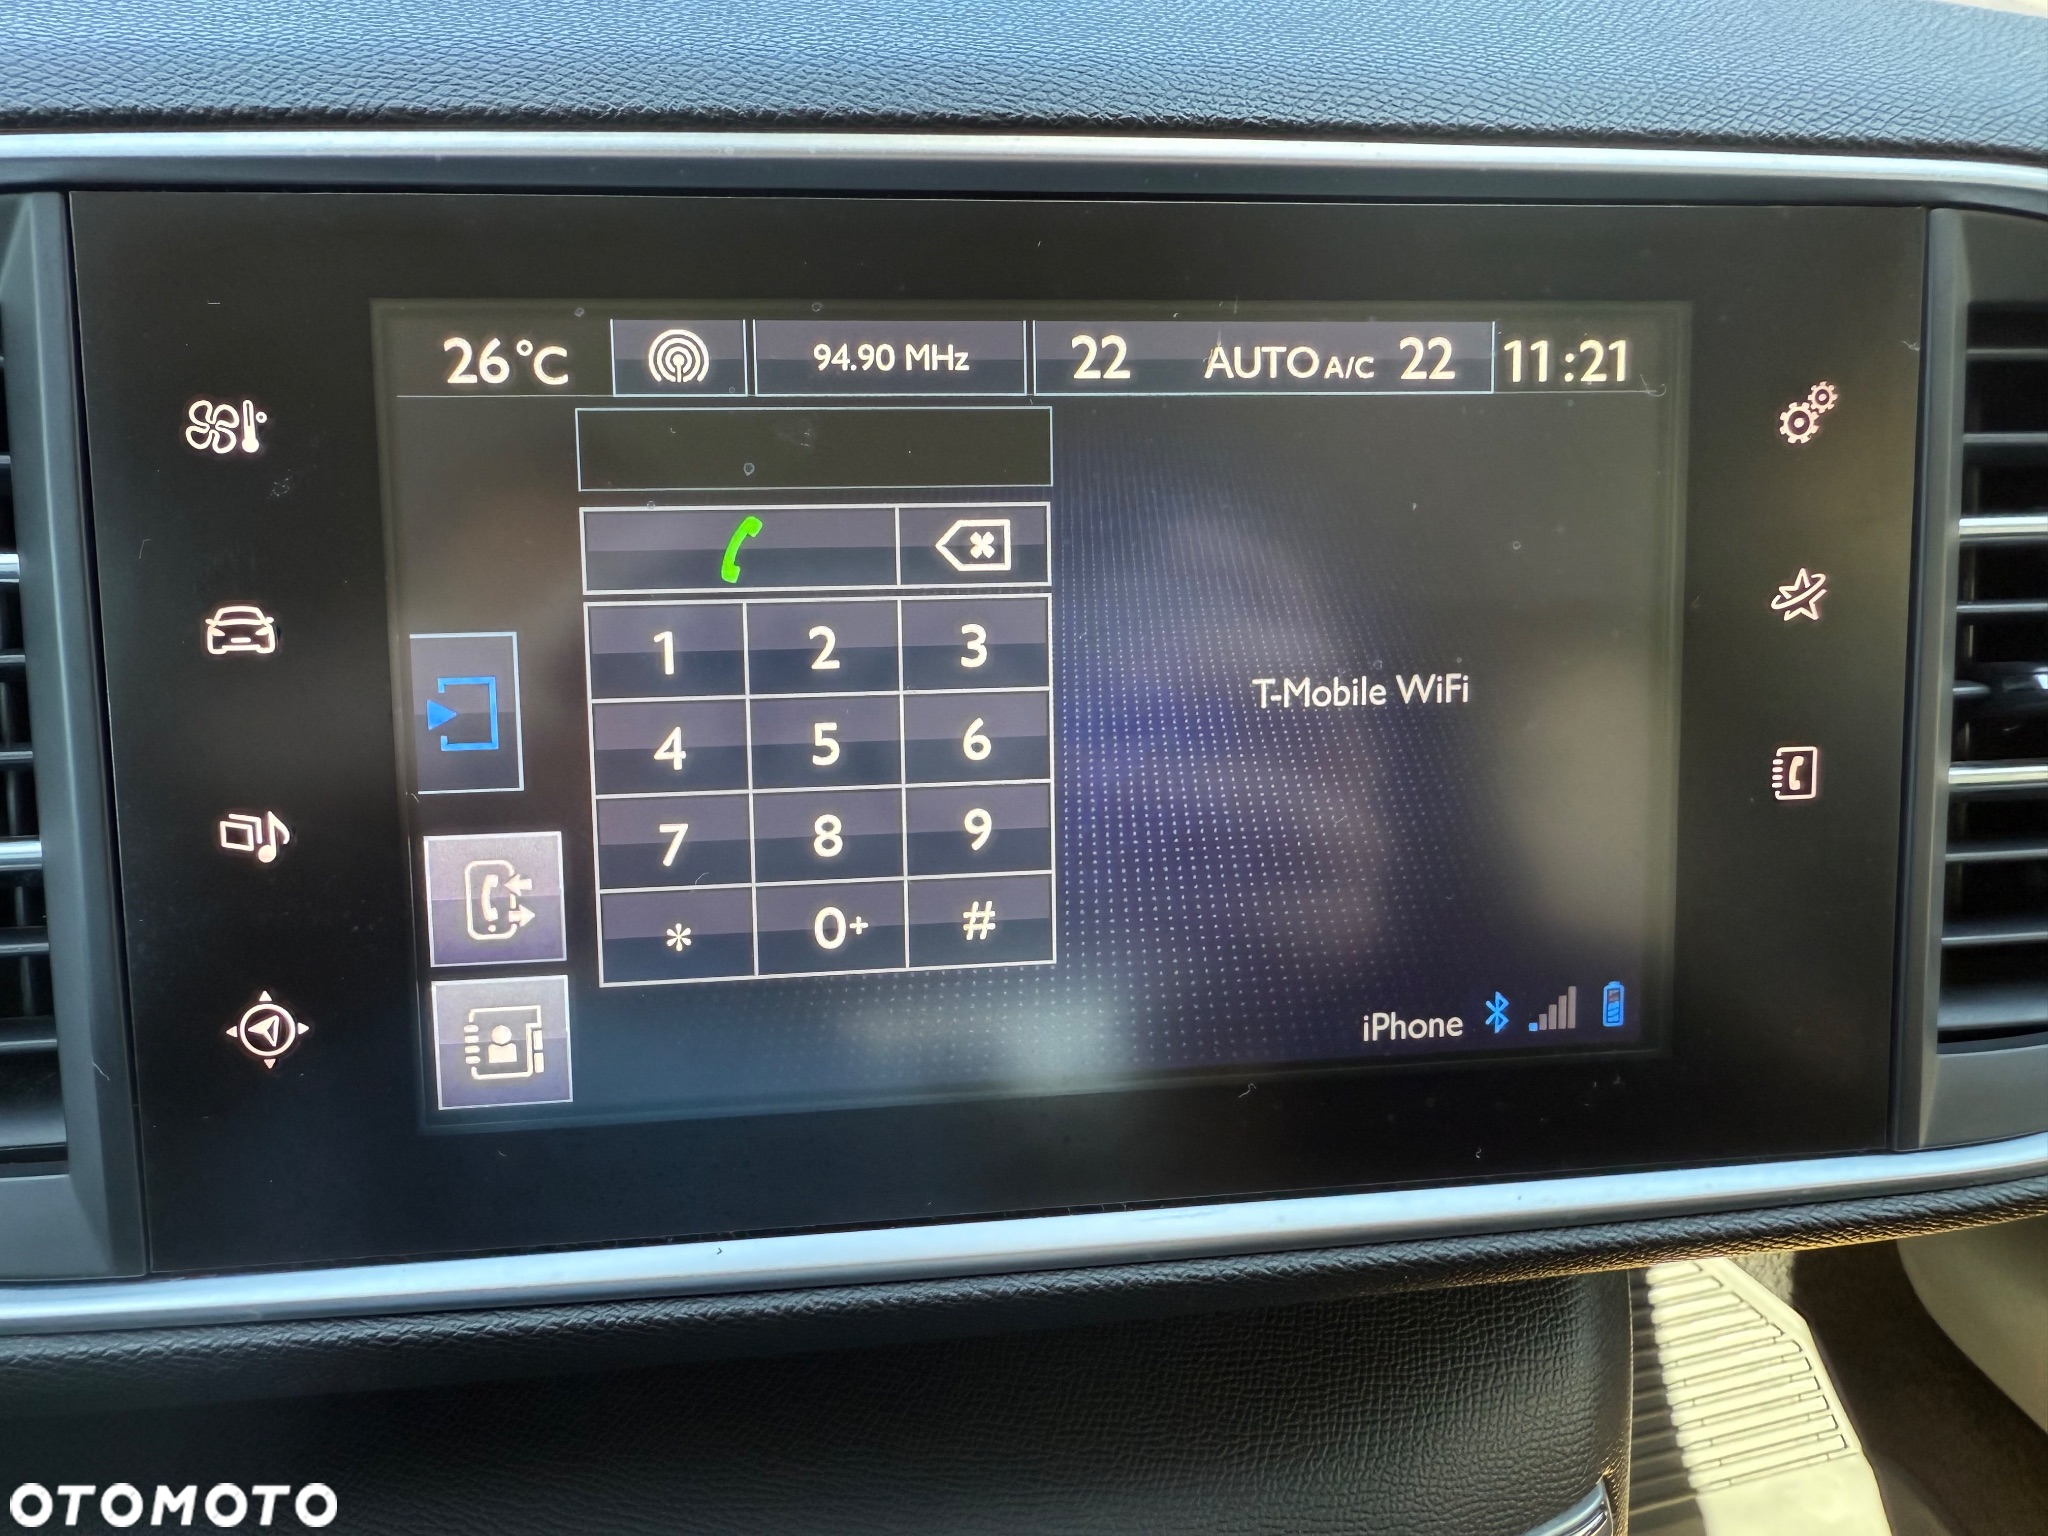 26°C 94.90 MHz 22 AUTO A/C 22 11:21
1 2 3
4 5 6
T-Mobile WiFi
7 8 9
* 0+ #
iPhone
OTOMOTO